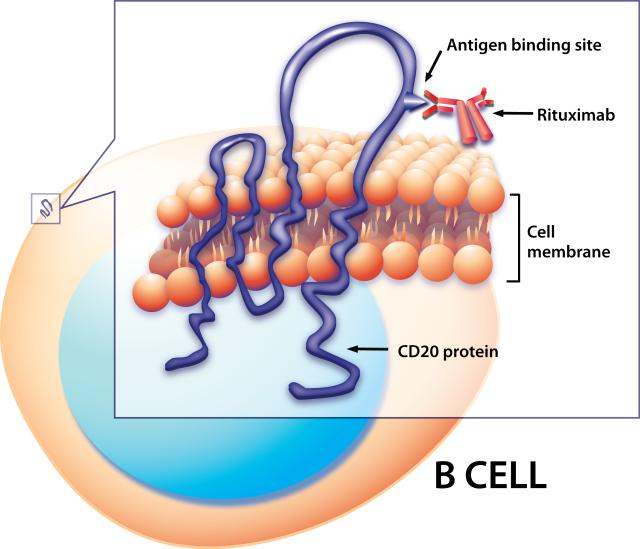 Antigen binding site
Rituximab
Cell
membrane
CD20 protein
B CELL